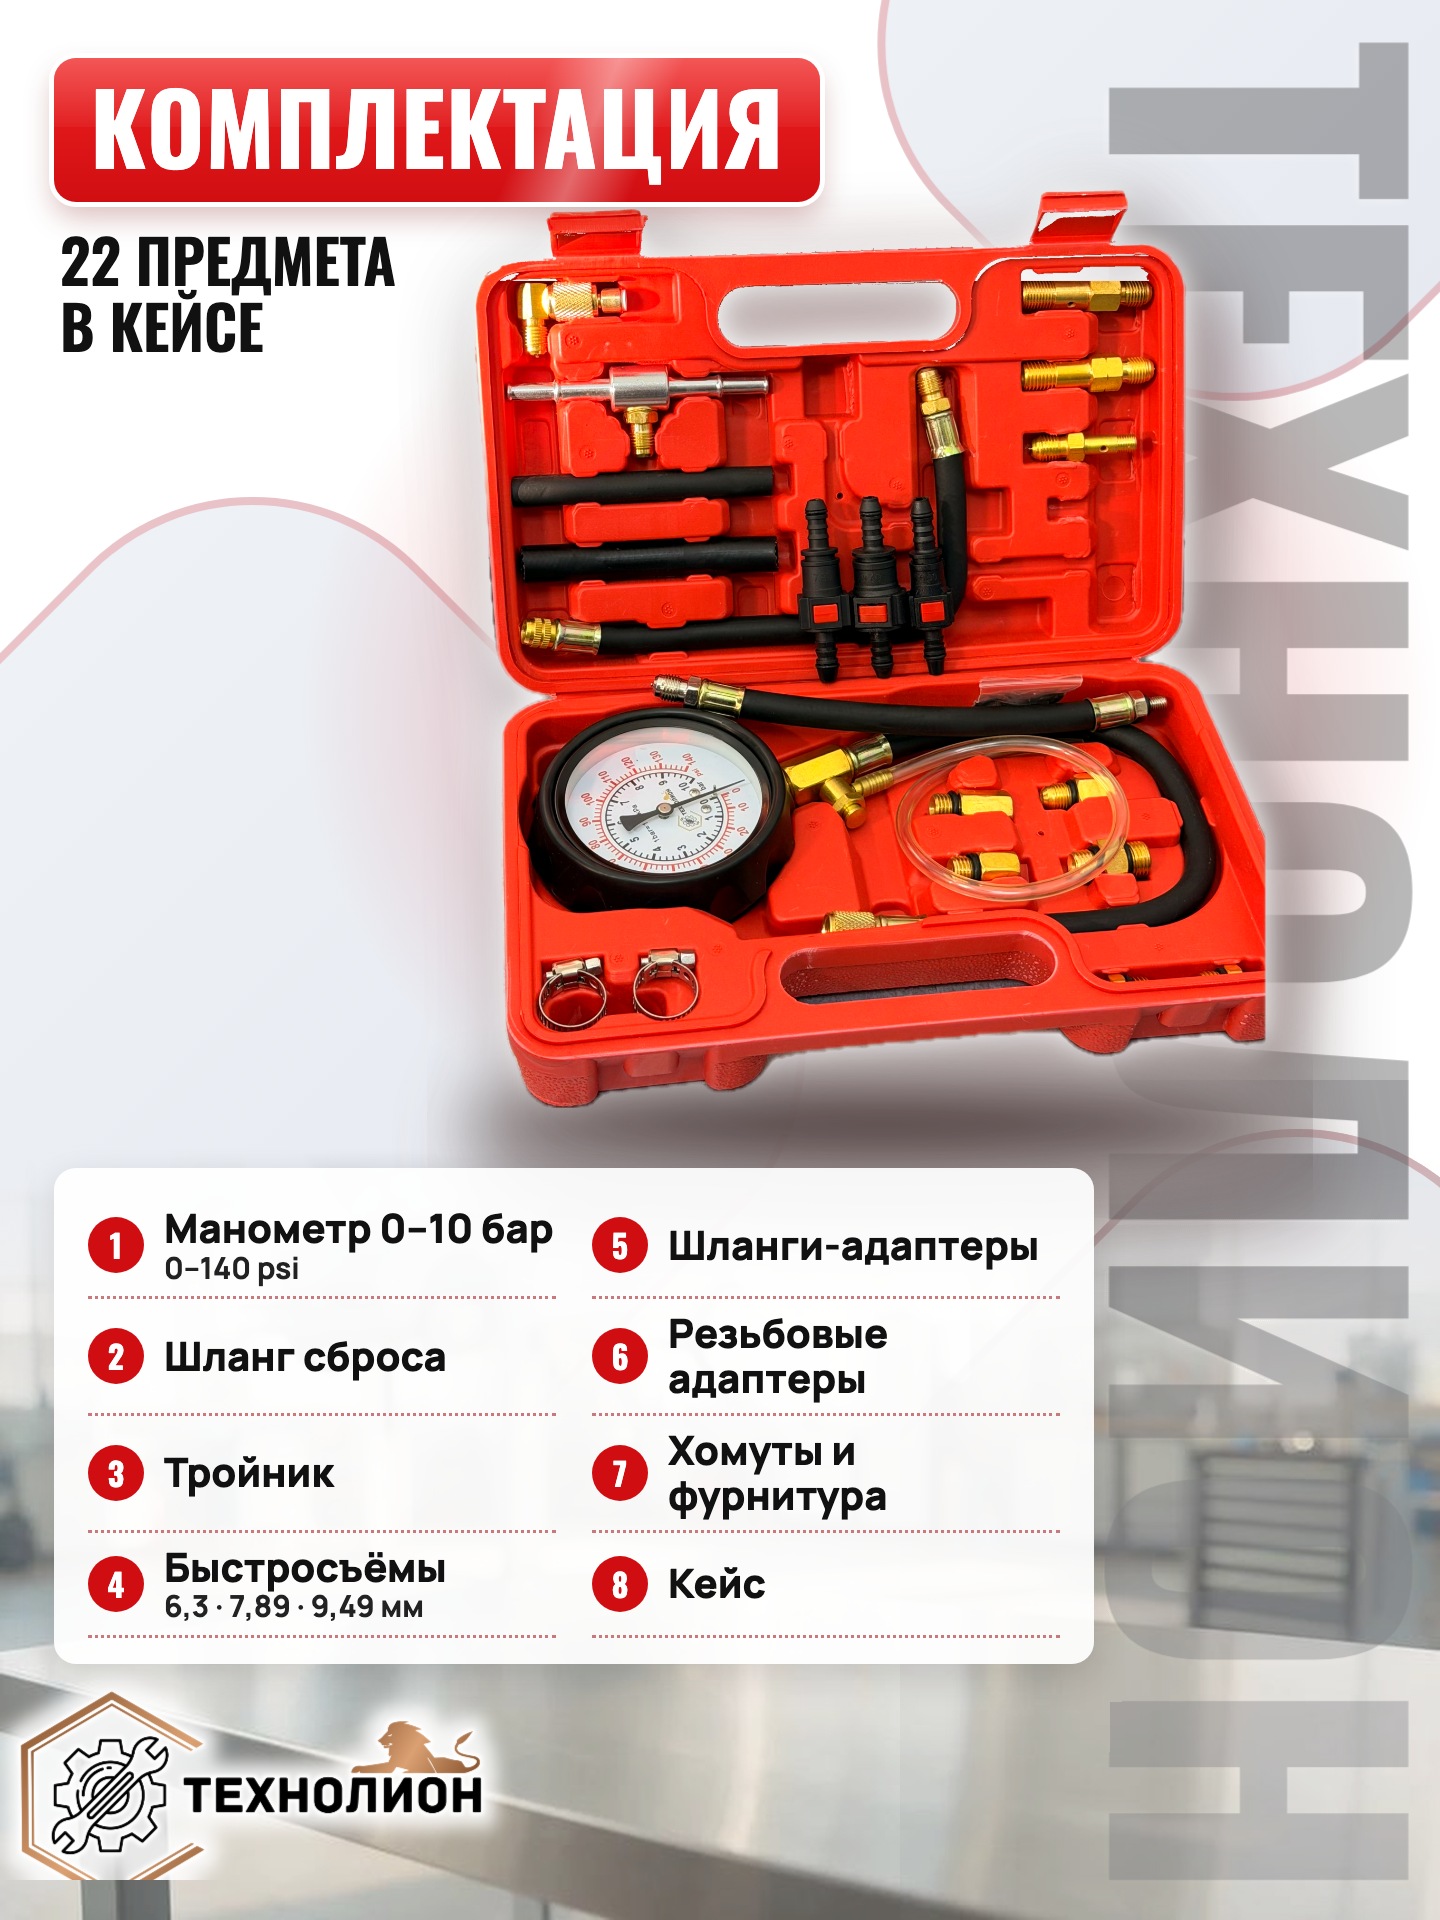 КОМПЛЕКТАЦИЯ
22 ПРЕДМЕТА
В КЕЙСЕ
1
Манометр 0–10 бар
0–140 psi
2
Шланг сброса
3
Тройник
4
Быстросъёмы
6,3 · 7,89 · 9,49 мм
5
Шланги-адаптеры
6
Резьбовые
адаптеры
7
Хомуты и
фурнитура
8
Кейс
ТЕХНОЛИОН
ТЕХНОЛИОН